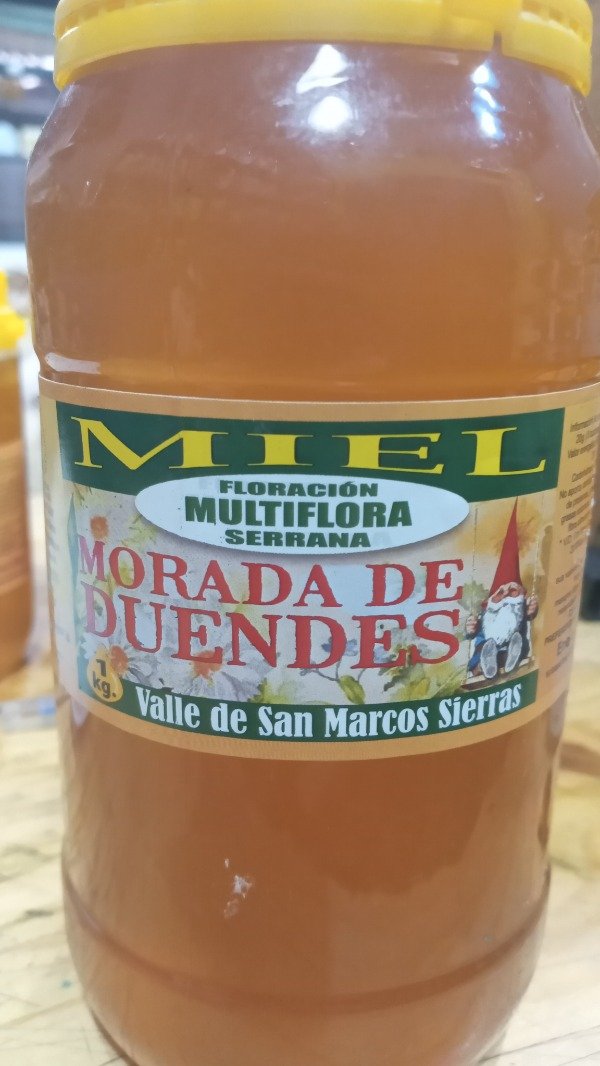 MIEL
FLORACIÓN
MULTIFLORA
SERRANA
MORADA DE
DUENDES
1
kg.
Valle de San Marcos Sierras